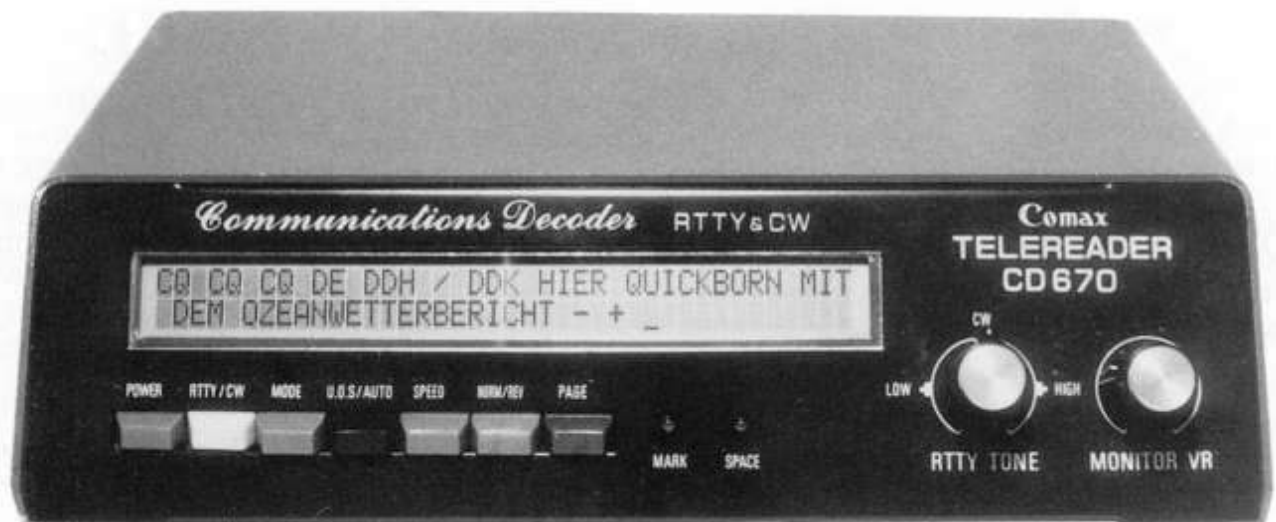 Communications Decoder RTTY & CW
Comax
TELEREADER
CD670
CQ CQ CQ DE DDH / DDK HIER QUICKBORN MIT
DEM OZEANWETTERBERICHT - + _
POWER RTTY/CW MODE U.O.S/AUTO SPEED NORM/REV PAGE
MARK SPACE
CW
LOW HIGH
RTTY TONE MONITOR VR